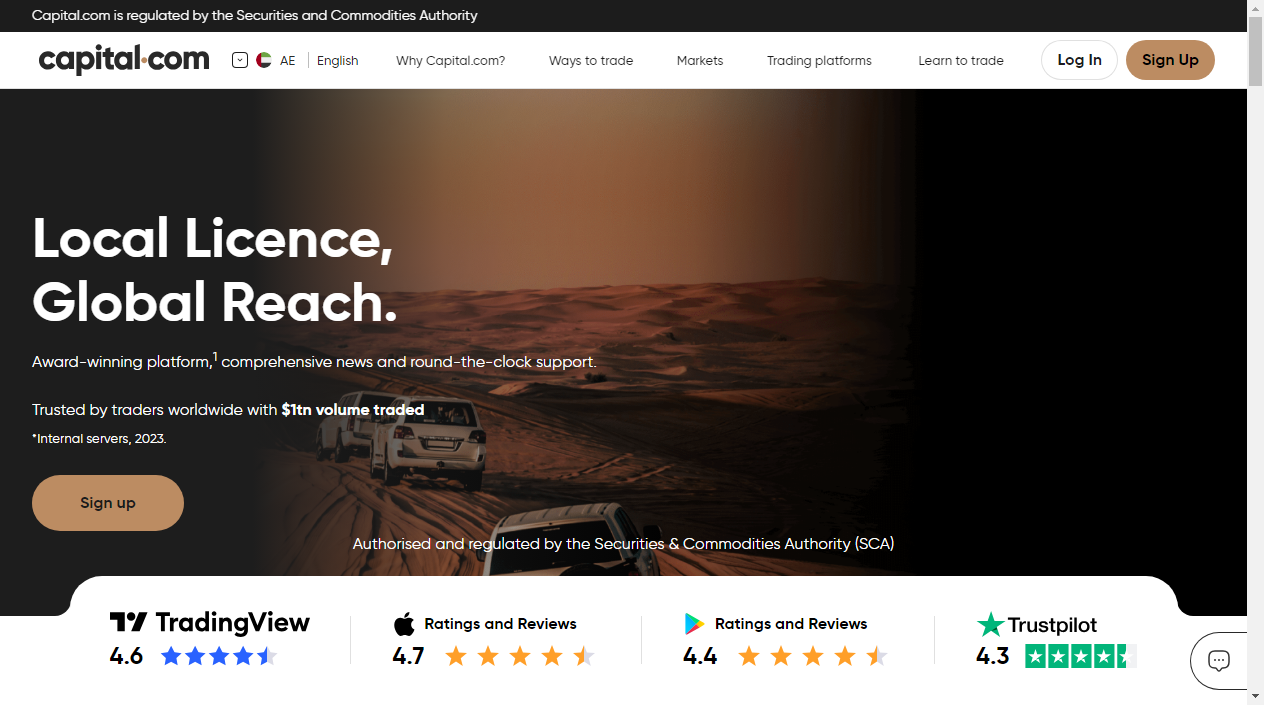 Capital.com is regulated by the Securities and Commodities Authority
capital.com AE English Why Capital.com? Ways to trade Markets Trading platforms Learn to trade Log In Sign Up
Local Licence,
Global Reach.
Award-winning platform,1 comprehensive news and round-the-clock support.
Trusted by traders worldwide with $1tn volume traded
*Internal servers, 2023.
Sign up
Authorised and regulated by the Securities & Commodities Authority (SCA)
TradingView Ratings and Reviews Ratings and Reviews Trustpilot
4.6 4.7 4.4 4.3